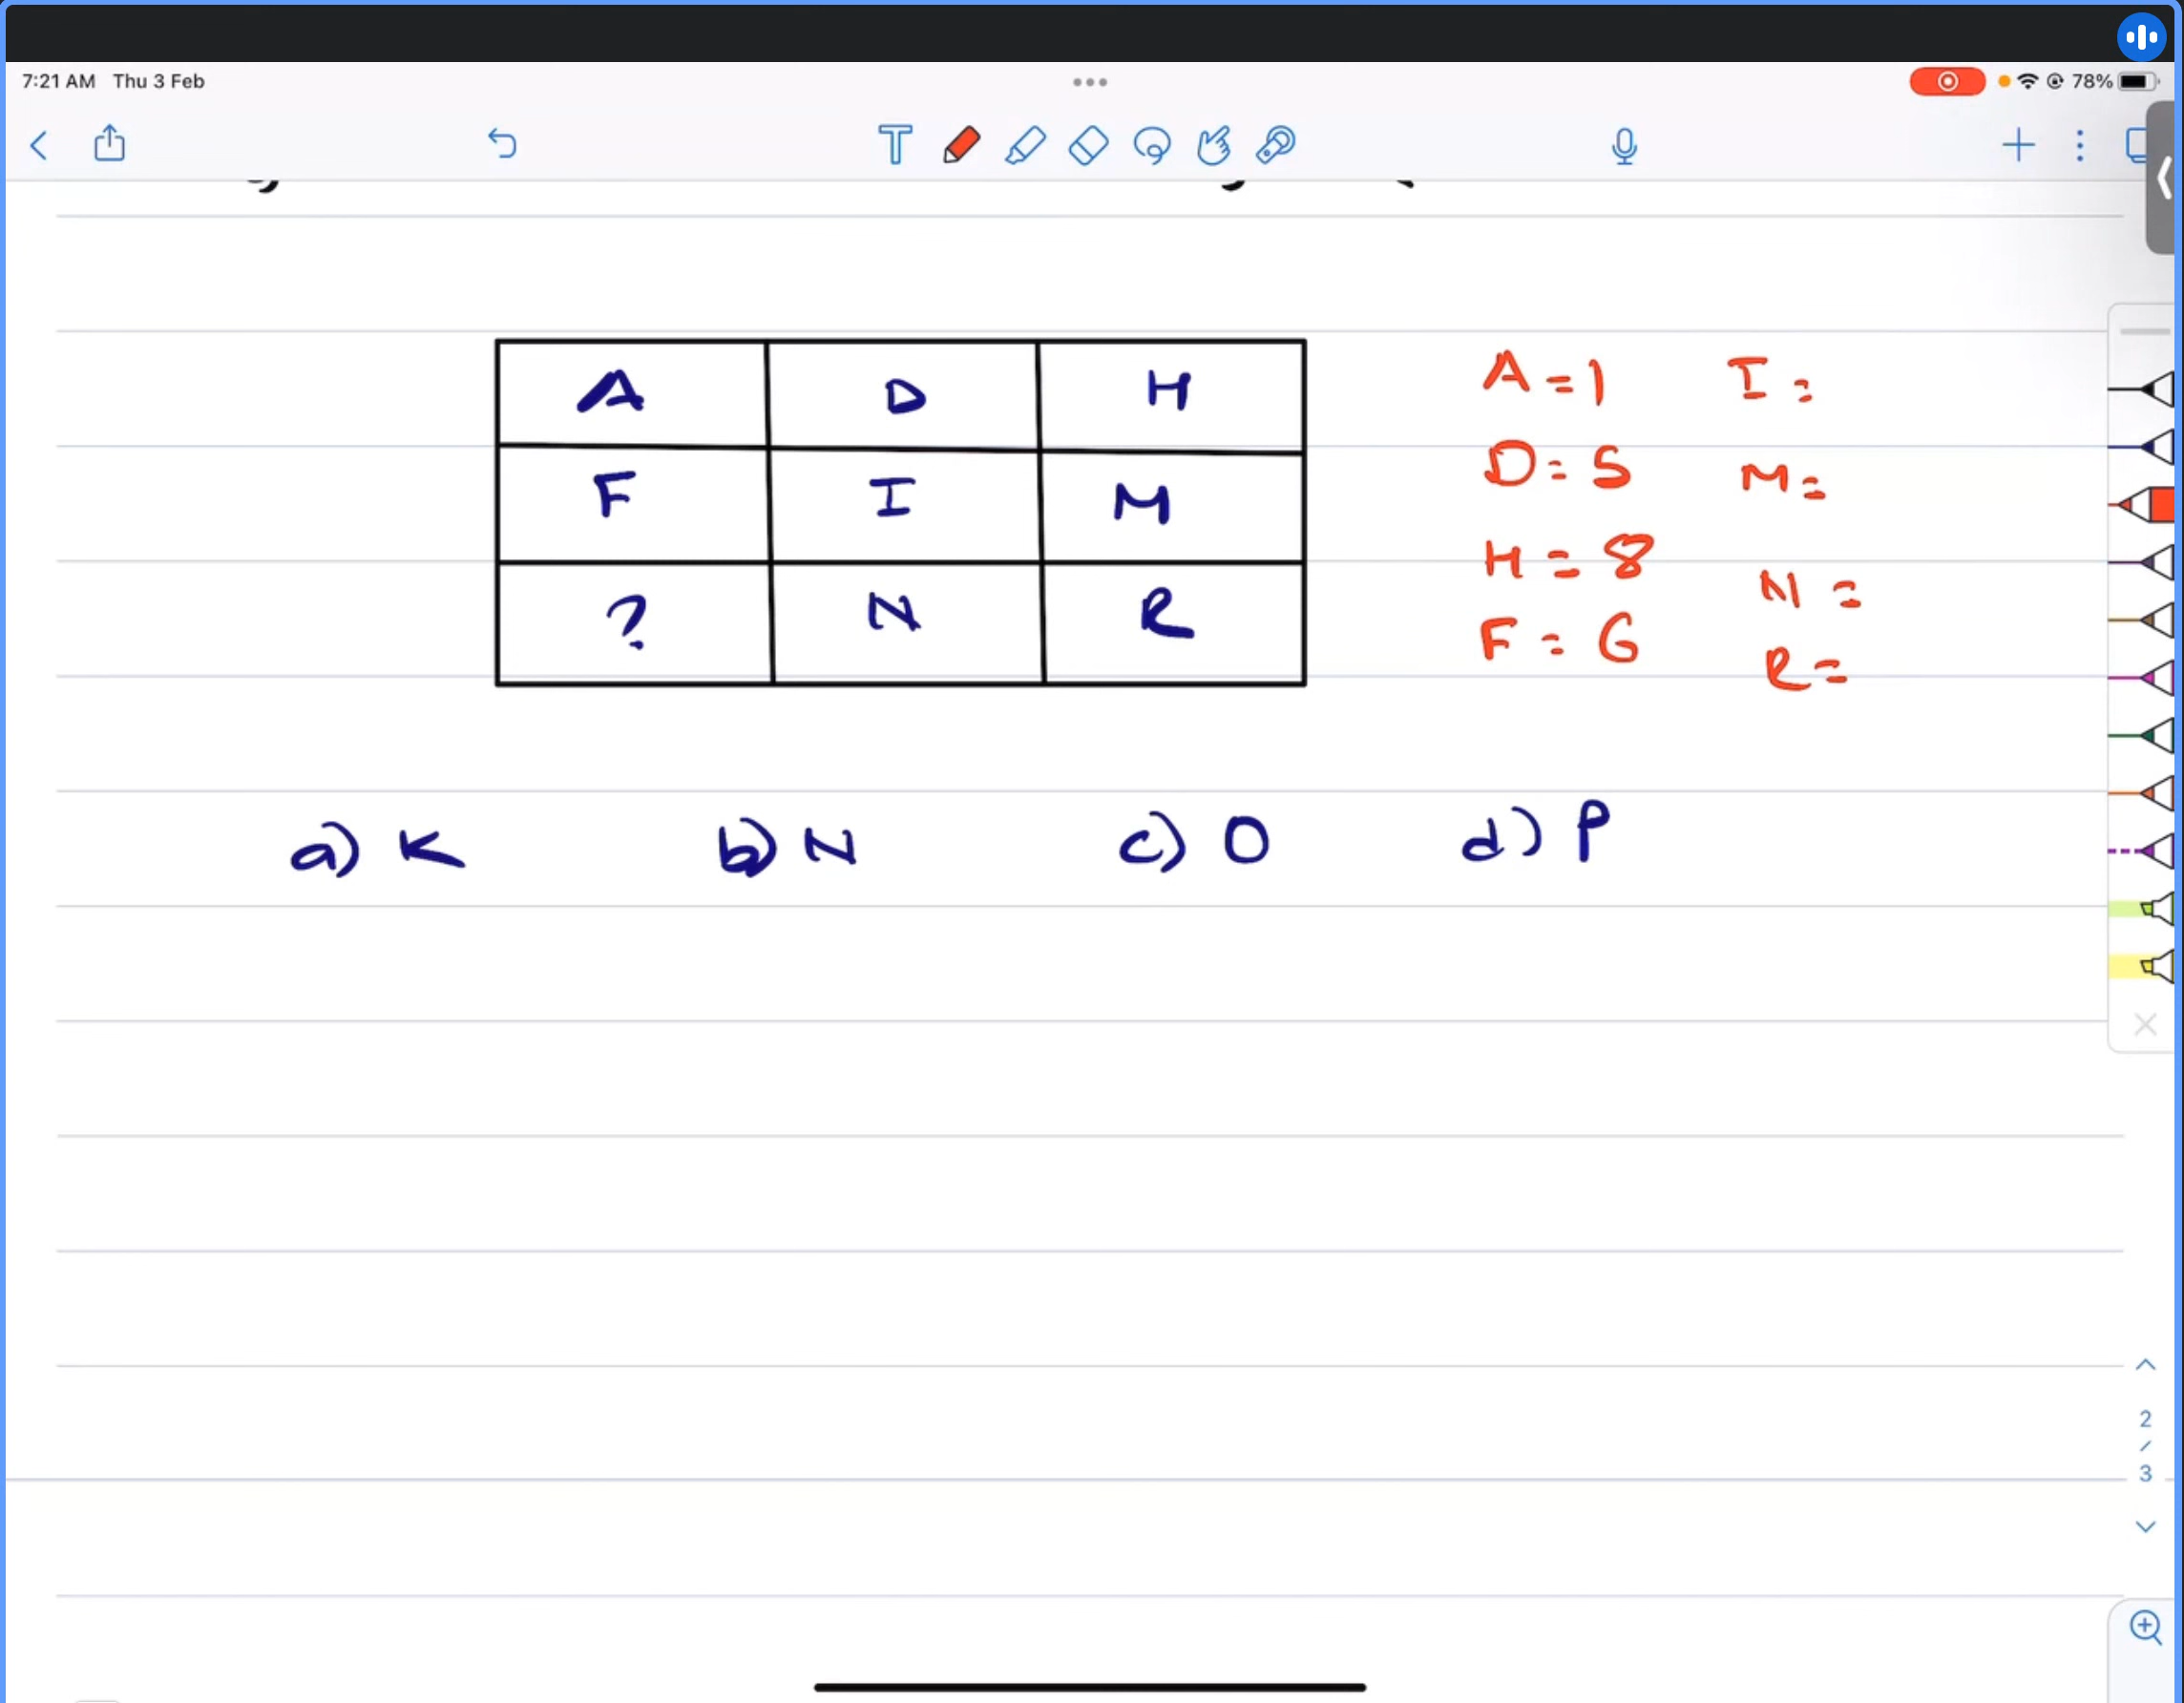 7:21 AM Thu 3 Feb 78%
A D H
F I M
? N R
A = 1 I =
D = 5 M =
H = 8 N =
F = 6 R =
a) K b) N c) O d) P
2
/
3